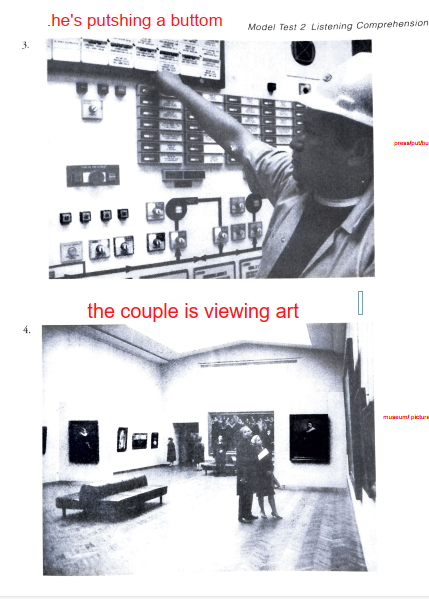 .he's putshing a buttom
Model Test 2 Listening Comprehension
3.
press/put/bu
the couple is viewing art
4.
museum/ picture